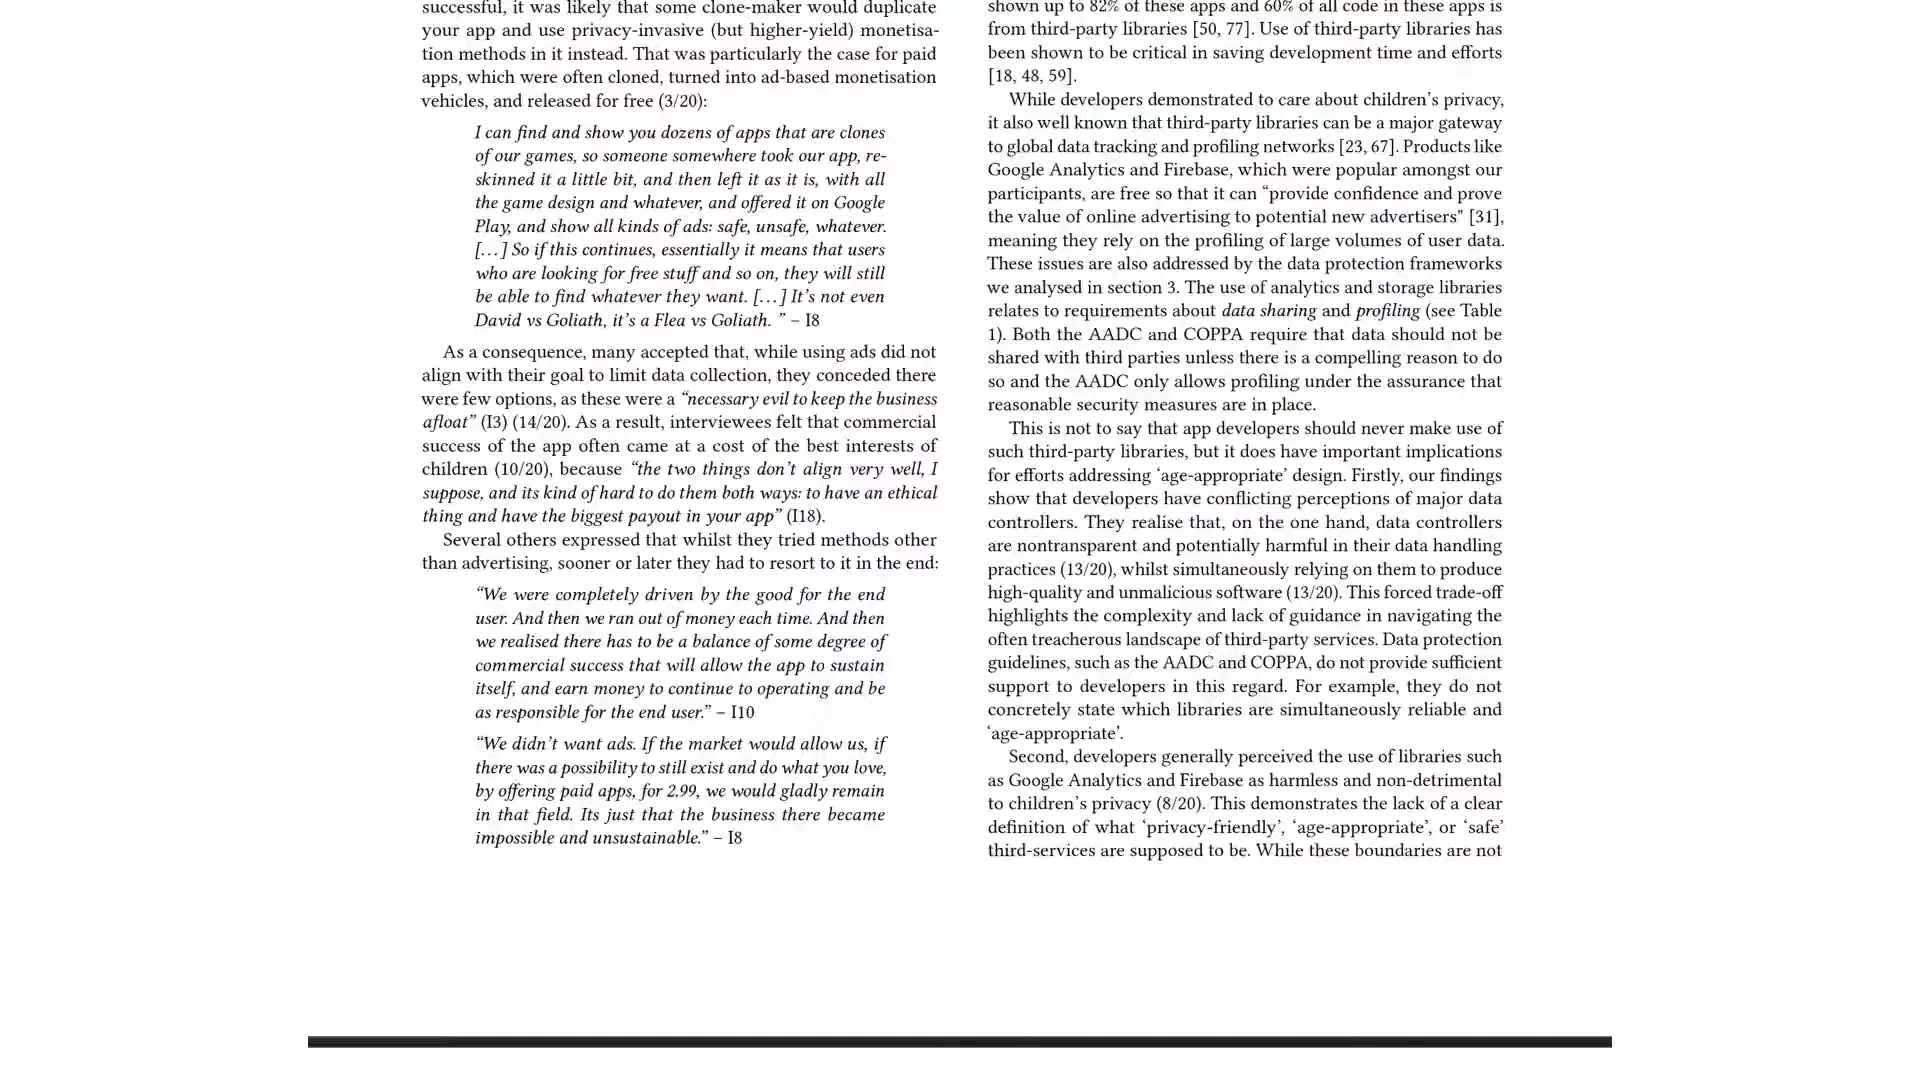 successful, it was likely that some clone-maker would duplicate
your app and use privacy-invasive (but higher-yield) monetisa-
tion methods in it instead. That was particularly the case for paid
apps, which were often cloned, turned into ad-based monetisation
vehicles, and released for free (3/20):
I can find and show you dozens of apps that are clones
of our games, so someone somewhere took our app, re-
skinned it a little bit, and then left it as it is, with all
the game design and whatever, and offered it on Google
Play, and show all kinds of ads: safe, unsafe, whatever.
[…] So if this continues, essentially it means that users
who are looking for free stuff and so on, they will still
be able to find whatever they want. […] It's not even
David vs Goliath, it's a Flea vs Goliath. ” – I8
As a consequence, many accepted that, while using ads did not
align with their goal to limit data collection, they conceded there
were few options, as these were a “necessary evil to keep the business
afloat” (I3) (14/20). As a result, interviewees felt that commercial
success of the app often came at a cost of the best interests of
children (10/20), because “the two things don't align very well, I
suppose, and its kind of hard to do them both ways: to have an ethical
thing and have the biggest payout in your app” (I18).
Several others expressed that whilst they tried methods other
than advertising, sooner or later they had to resort to it in the end:
“We were completely driven by the good for the end
user. And then we ran out of money each time. And then
we realised there has to be a balance of some degree of
commercial success that will allow the app to sustain
itself, and earn money to continue to operating and be
as responsible for the end user.” – I10
“We didn't want ads. If the market would allow us, if
there was a possibility to still exist and do what you love,
by offering paid apps, for 2.99, we would gladly remain
in that field. Its just that the business there became
impossible and unsustainable.” – I8
shown up to 82% of these apps and 60% of all code in these apps is
from third-party libraries [50, 77]. Use of third-party libraries has
been shown to be critical in saving development time and efforts
[18, 48, 59].
While developers demonstrated to care about children's privacy,
it also well known that third-party libraries can be a major gateway
to global data tracking and profiling networks [23, 67]. Products like
Google Analytics and Firebase, which were popular amongst our
participants, are free so that it can “provide confidence and prove
the value of online advertising to potential new advertisers" [31],
meaning they rely on the profiling of large volumes of user data.
These issues are also addressed by the data protection frameworks
we analysed in section 3. The use of analytics and storage libraries
relates to requirements about data sharing and profiling (see Table
1). Both the AADC and COPPA require that data should not be
shared with third parties unless there is a compelling reason to do
so and the AADC only allows profiling under the assurance that
reasonable security measures are in place.
This is not to say that app developers should never make use of
such third-party libraries, but it does have important implications
for efforts addressing ‘age-appropriate’ design. Firstly, our findings
show that developers have conflicting perceptions of major data
controllers. They realise that, on the one hand, data controllers
are nontransparent and potentially harmful in their data handling
practices (13/20), whilst simultaneously relying on them to produce
high-quality and unmalicious software (13/20). This forced trade-off
highlights the complexity and lack of guidance in navigating the
often treacherous landscape of third-party services. Data protection
guidelines, such as the AADC and COPPA, do not provide sufficient
support to developers in this regard. For example, they do not
concretely state which libraries are simultaneously reliable and
‘age-appropriate’.
Second, developers generally perceived the use of libraries such
as Google Analytics and Firebase as harmless and non-detrimental
to children's privacy (8/20). This demonstrates the lack of a clear
definition of what ‘privacy-friendly’, ‘age-appropriate’, or ‘safe’
third-services are supposed to be. While these boundaries are not